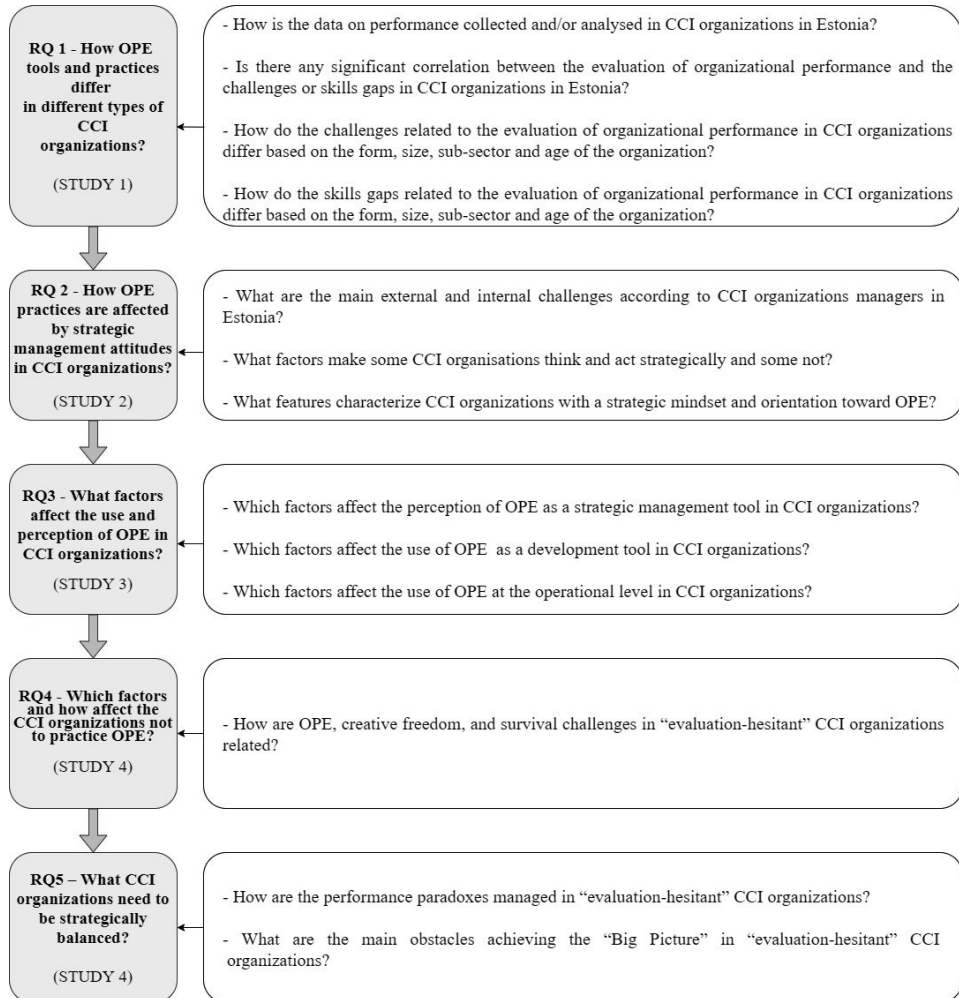 RQ 1 - How OPE
tools and practices
differ
in different types of
CCI
organizations?
(STUDY 1)
- How is the data on performance collected and/or analysed in CCI organizations in Estonia?
- Is there any significant correlation between the evaluation of organizational performance and the
challenges or skills gaps in CCI organizations in Estonia?
- How do the challenges related to the evaluation of organizational performance in CCI organizations
differ based on the form, size, sub-sector and age of the organization?
- How do the skills gaps related to the evaluation of organizational performance in CCI organizations
differ based on the form, size, sub-sector and age of the organization?
RQ 2 - How OPE
practices are affected
by strategic
management attitudes
in CCI organizations?
(STUDY 2)
- What are the main external and internal challenges according to CCI organizations managers in
Estonia?
- What factors make some CCI organisations think and act strategically and some not?
- What features characterize CCI organizations with a strategic mindset and orientation toward OPE?
RQ3 - What factors
affect the use and
perception of OPE in
CCI organizations?
(STUDY 3)
- Which factors affect the perception of OPE as a strategic management tool in CCI organizations?
- Which factors affect the use of OPE as a development tool in CCI organizations?
- Which factors affect the use of OPE at the operational level in CCI organizations?
RQ4 - Which factors
and how affect the
CCI organizations not
to practice OPE?
(STUDY 4)
- How are OPE, creative freedom, and survival challenges in “evaluation-hesitant” CCI organizations
related?
RQ5 – What CCI
organizations need to
be strategically
balanced?
(STUDY 4)
- How are the performance paradoxes managed in “evaluation-hesitant” CCI organizations?
- What are the main obstacles achieving the “Big Picture” in “evaluation-hesitant” CCI
organizations?